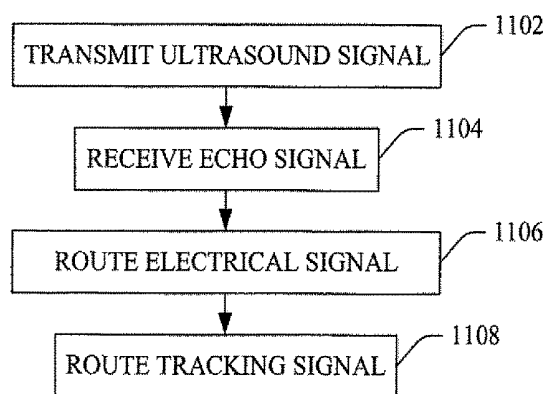 1102
TRANSMIT ULTRASOUND SIGNAL
1104
RECEIVE ECHO SIGNAL
1106
ROUTE ELECTRICAL SIGNAL
1108
ROUTE TRACKING SIGNAL